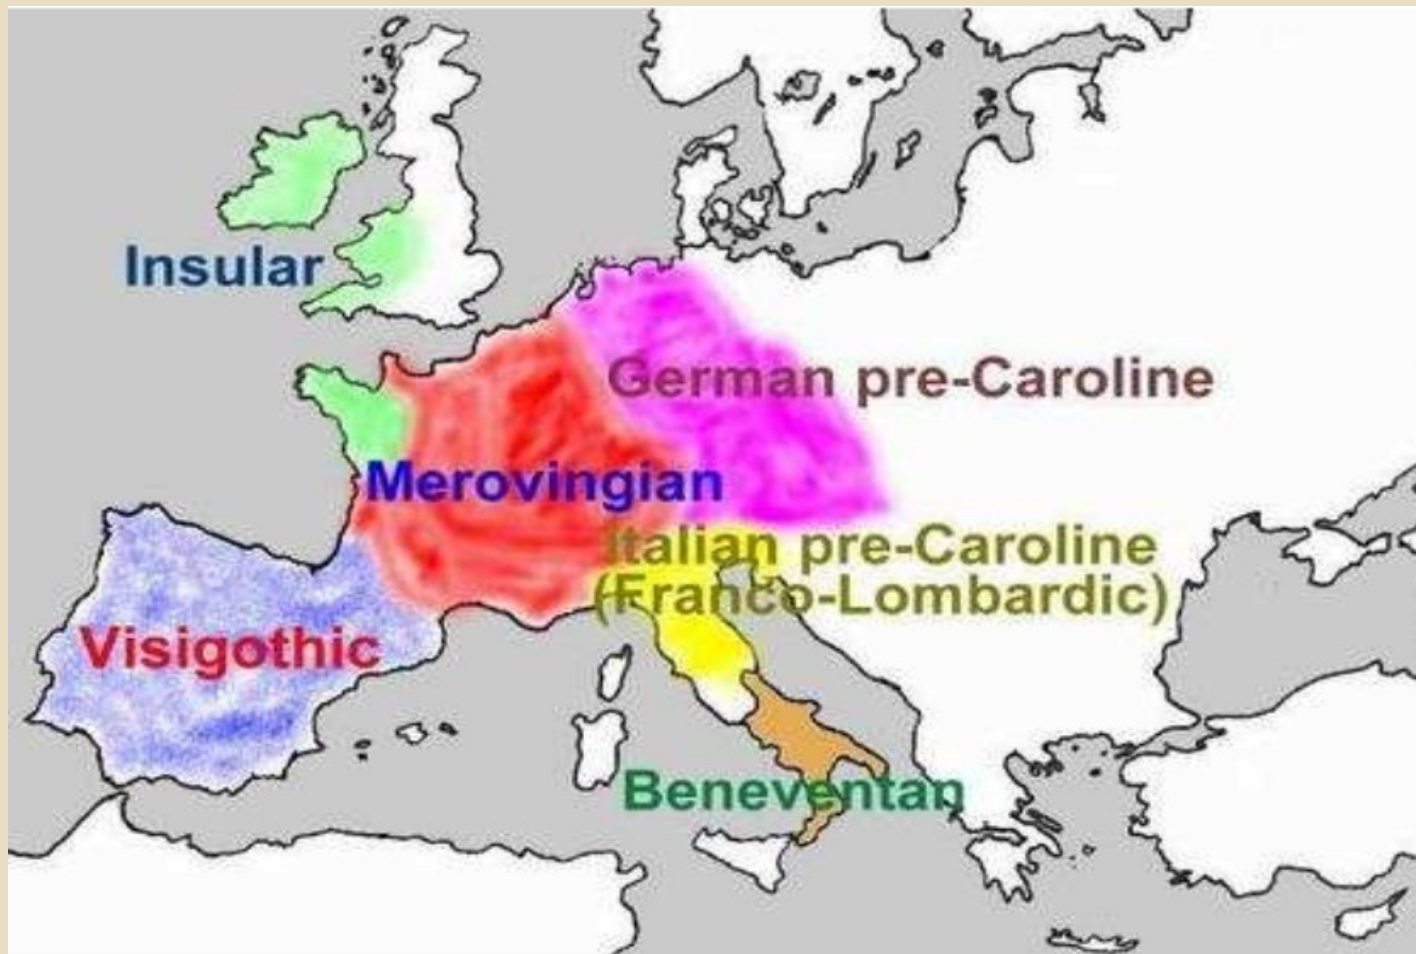 Insular
German pre-Caroline
Merovingian
Italian pre-Caroline
(Franco-Lombardic)
Visigothic
Beneventan